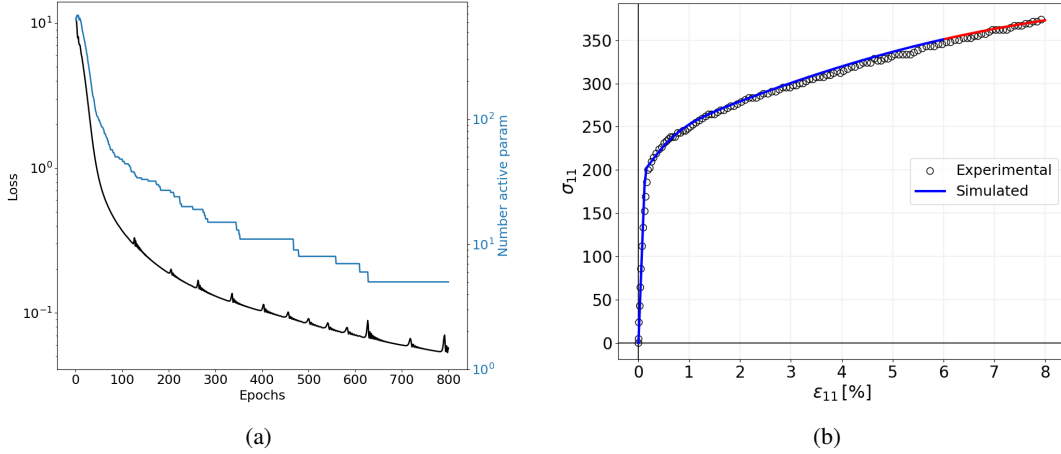 10¹
10⁰
10⁻¹
Loss
0 100 200 300 400 500 600 700 800
Epochs
10²
10¹
10⁰
Number active param
(a)
350
300
250
200
150
100
50
0
σ₁₁
0 1 2 3 4 5 6 7 8
ε₁₁ [%]
Experimental
Simulated
(b)